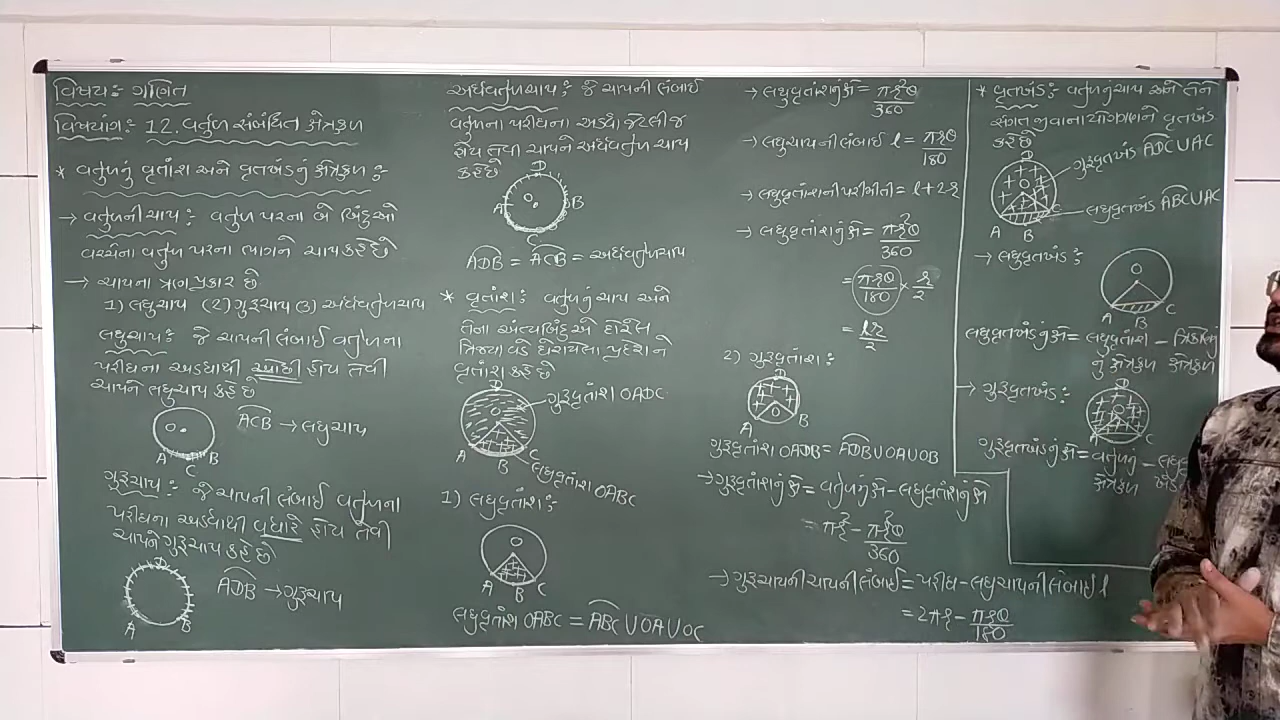 વિષય:- ગણિત
વિષયાંગ:- 12. વર્તુળ સંબંધિત ક્ષેત્રફળ
* વર્તુળનું વૃતાંશ અને વૃતખંડનું ક્ષેત્રફળ :-
→ વર્તુળની ચાપ :- વર્તુળ પરના બે બિંદુઓ
વચ્ચેના વર્તુળ પરના ભાગને ચાપ કહે છે
→ ચાપના ત્રણ પ્રકાર છે
1) લઘુચાપ (2) ગુરૂચાપ (3) અર્ધવર્તુળચાપ
લઘુચાપ :- જે ચાપની લંબાઈ વર્તુળના
પરીઘના અડધાથી ઓછી હોય તેવી
ચાપને લઘુચાપ કહે છે
O
A C B
ACB → લઘુચાપ
ગુરૂચાપ :- જે ચાપની લંબાઈ વર્તુળના
પરીઘના અડધાથી વધારે હોય તેવી
ચાપને ગુરૂચાપ કહે છે
D
A B
ADB → ગુરૂચાપ
અર્ધવર્તુળચાપ :- જે ચાપની લંબાઈ
વર્તુળના પરીઘના અડધા જેટલી જ
હોય તેવી ચાપને અર્ધવર્તુળ ચાપ
કહે છે
D
A O B
C
ADB = ACB = અર્ધવર્તુળચાપ
* વૃતાંશ :- વર્તુળનું ચાપ અને
તેના અંત્યબિંદુઓ દોરેલ
ત્રિજ્યા વડે ઘેરાયેલા પ્રદેશને
વૃતાંશ કહે છે
D
O
A B C
ગુરૂવૃતાંશ OADC
લઘુવૃતાંશ OABC
1) લઘુવૃતાંશ :-
O
A B C
લઘુવૃતાંશ OABC = ABC ∪ OA ∪ OC
→ લઘુવૃતાંશનું ક્ષે = πr²θ/360
→ લઘુચાપની લંબાઈ l = πrθ/180
→ લઘુવૃતાંશની પરીમીતી = l + 2r
→ લઘુવૃતાંશનું ક્ષે = πr²θ/360
= πrθ/180 × r/2
= lr/2
2) ગુરૂવૃતાંશ :-
D
O
A B
ગુરૂવૃતાંશ OADB = ADB ∪ OA ∪ OB
→ ગુરૂવૃતાંશનું ક્ષે = વર્તુળનું ક્ષે - લઘુવૃતાંશનું ક્ષે
= πr² - πr²θ/360
→ ગુરૂચાપની ચાપની લંબાઈ = પરીઘ - લઘુચાપની લંબાઈ l
= 2πr - πrθ/180
* વૃતખંડ :- વર્તુળનું ચાપ અને તેને
સંગત જીવાના યોગગણને વૃતખંડ
કહે છે
D
O
A B C
ગુરૂવૃતખંડ ADC ∪ AC
લઘુવૃતખંડ ABC ∪ AC
→ લઘુવૃતખંડ :-
O
A B C
લઘુવૃતખંડનું ક્ષે = લઘુવૃતાંશ - ત્રિકોણનું
નું ક્ષેત્રફળ ક્ષેત્રફળ
→ ગુરૂવૃતખંડ :-
D
O
A B C
ગુરૂવૃતખંડનું ક્ષે = વર્તુળનું -
ક્ષેત્રફળ